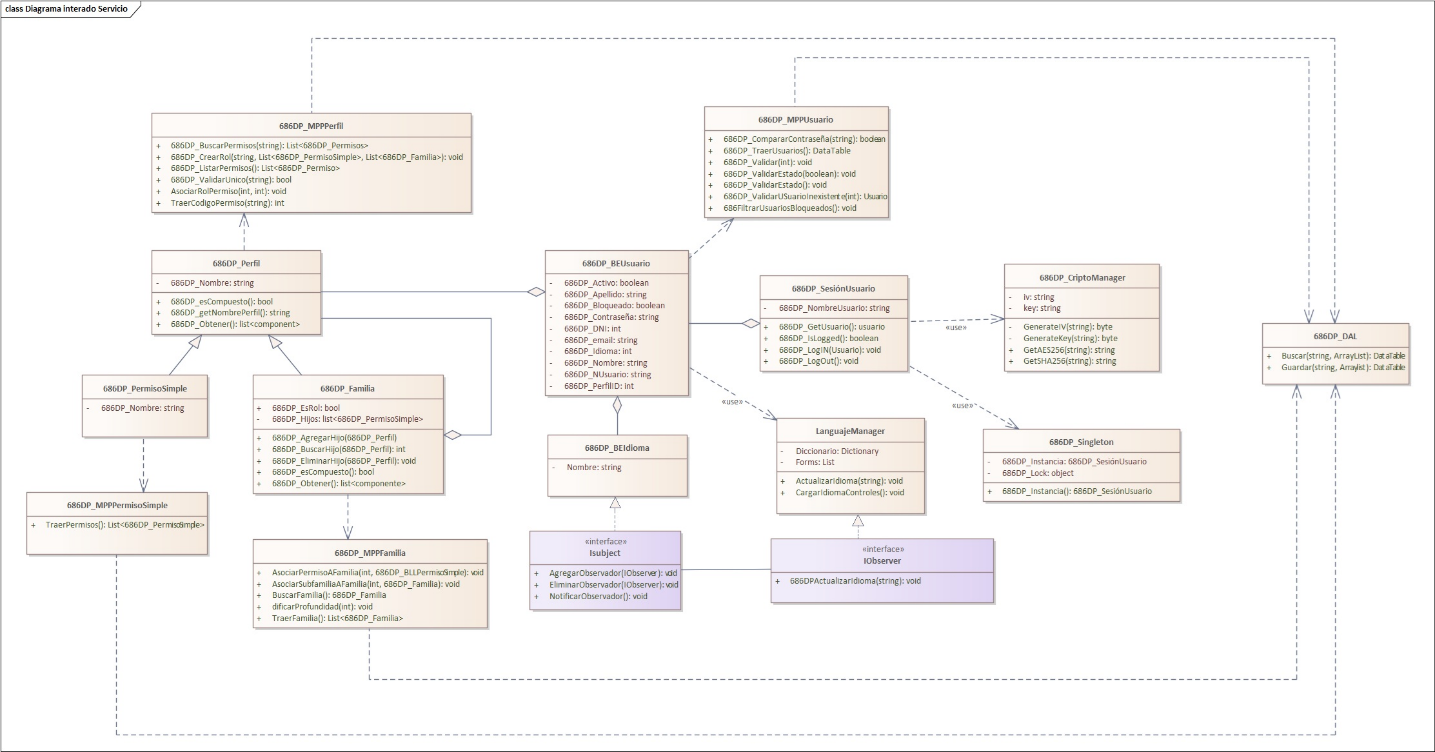 class Diagrama interado Servicio
686DP_MPPPerfil
+ 686DP_BuscarPermisos(string): List<686DP_Permisos>
+ 686DP_CrearRol(string, List<686DP_PermisoSimple>, List<686DP_Familia>): void
+ 686DP_ListarPermisos(): List<686DP_Permiso>
+ 686DP_ValidarUnico(string): bool
+ AsociarRolPermiso(int, int): void
+ TraerCodigoPermiso(string): int
686DP_MPPUsuario
+ 686DP_CompararContraseña(string): boolean
+ 686DP_TraerUsuarios(): DataTable
+ 686DP_Validar(int): void
+ 686DP_ValidarEstado(boolean): void
+ 686DP_ValidarEstado(): void
+ 686DP_ValidarUSuarioInexistente(int): Usuario
+ 686FiltrarUsuariosBloqueados(): void
686DP_Perfil
- 686DP_Nombre: string
+ 686DP_esCompuesto(): bool
+ 686DP_getNombrePerfil(): string
+ 686DP_Obtener(): list<component>
686DP_BEUsuario
- 686DP_Activo: boolean
- 686DP_Apellido: string
- 686DP_Bloqueado: boolean
- 686DP_Contraseña: string
- 686DP_DNI: int
- 686DP_email: string
- 686DP_Idioma: int
- 686DP_Nombre: string
- 686DP_NUsuario: string
- 686DP_PerfilID: int
686DP_SesiónUsuario
- 686DP_NombreUsuario: string
+ 686DP_GetUsuario(): usuario
+ 686DP_IsLogged(): boolean
+ 686DP_LogIN(Usuario): void
+ 686DP_LogOut(): void
«use»
686DP_CriptoManager
- iv: string
- key: string
- GenerateIV(string): byte
- GenerateKey(string): byte
+ GetAES256(string): string
+ GetSHA256(string): string
686DP_DAL
+ Buscar(string, ArrayList): DataTable
+ Guardar(string, Arraylist): DataTable
686DP_PermisoSimple
- 686DP_Nombre: string
686DP_Familia
+ 686DP_EsRol: bool
- 686DP_Hijos: list<686DP_PermisoSimple>
+ 686DP_AgregarHijo(686DP_Perfil)
+ 686DP_BuscarHijo(686DP_Perfil): int
+ 686DP_EliminarHijo(686DP_Perfil): void
+ 686DP_esCompuesto(): bool
+ 686DP_Obtener(): list<componente>
«use»
«use»
686DP_BEIdioma
- Nombre: string
LanguajeManager
- Diccionario: Dictionary
- Forms: List
+ ActualizarIdioma(string): void
+ CargarIdiomaControles(): void
686DP_Singleton
- 686DP_Instancia: 686DP_SesiónUsuario
- 686DP_Lock: object
+ 686DP_Instancia(): 686DP_SesiónUsuario
686DP_MPPPermisoSimple
+ TraerPermisos(): List<686DP_PermisoSimple>
686DP_MPPFamilia
+ AsociarPermisoAFamilia(int, 686DP_BLLPermisoSimple): void
+ AsociarSubfamiliaAFamilia(int, 686DP_Familia): void
+ BuscarFamilia(): 686DP_Familia
+ dificarProfundidad(int): void
+ TraerFamilia(): List<686DP_Familia>
«interface»
Isubject
+ AgregarObservador(IObserver): void
+ EliminarObservador(IObserver): void
+ NotificarObservador(): void
«interface»
IObserver
+ 686DPActualizarIdioma(string): void